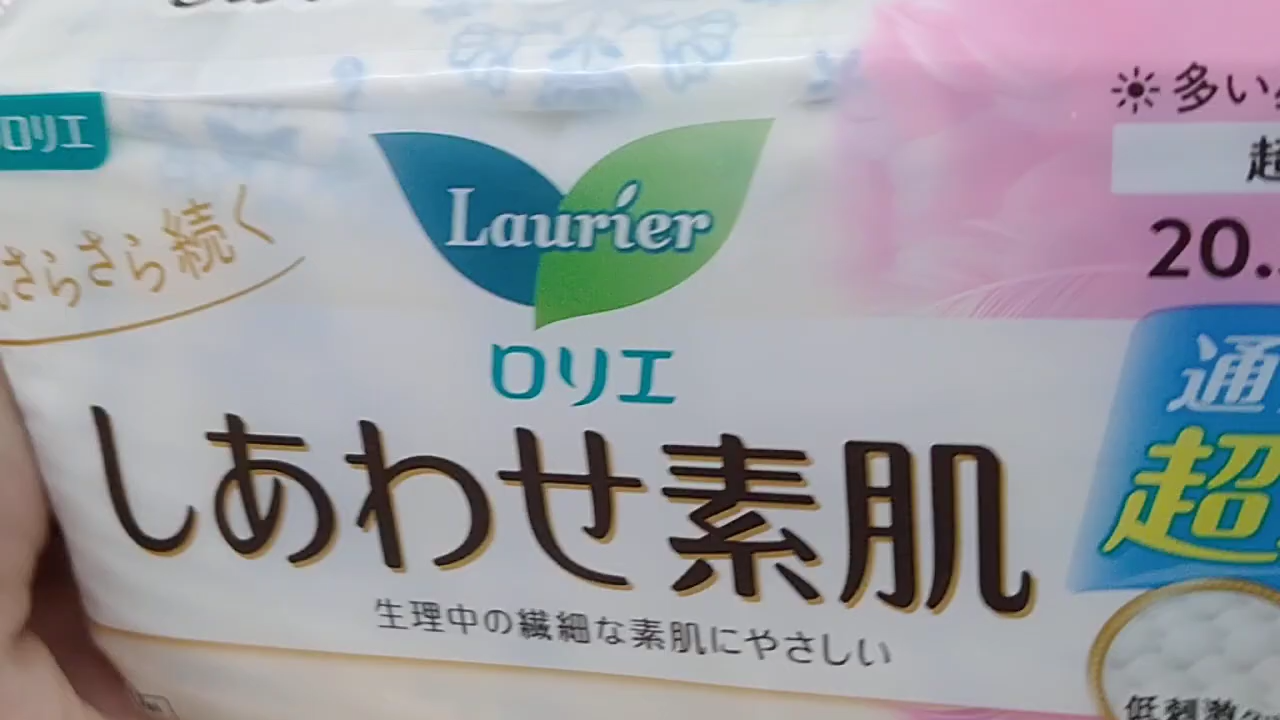 ロリエ
さらさら続く
Laurier
ロリエ
しあわせ素肌
生理中の繊細な素肌にやさしい
多い
超
20.
通
超
低刺激